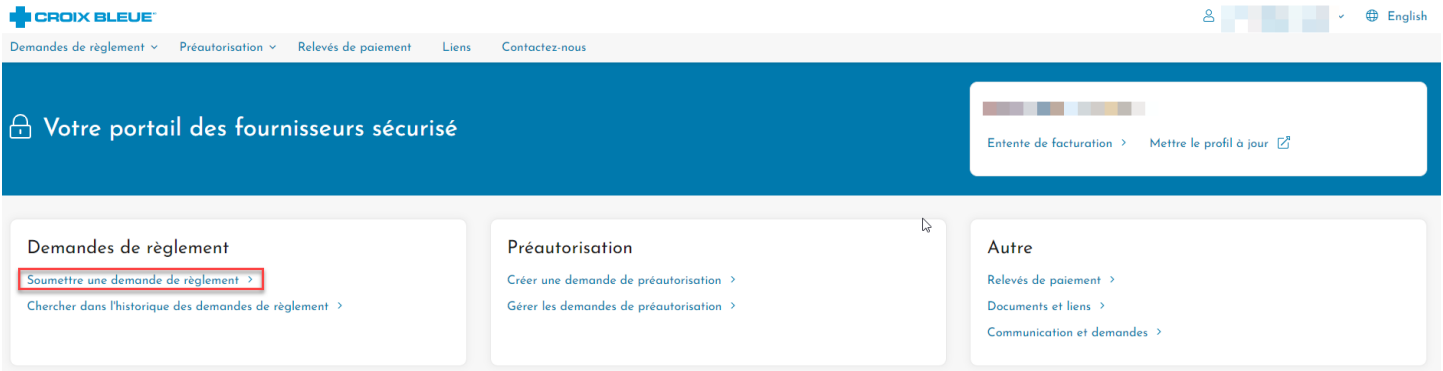 CROIX BLEUE
English
Demandes de règlement Préautorisation Relevés de paiement Liens Contactez-nous
Votre portail des fournisseurs sécurisé
Entente de facturation Mettre le profil à jour
Demandes de règlement
Soumettre une demande de règlement
Chercher dans l'historique des demandes de règlement
Préautorisation
Créer une demande de préautorisation
Gérer les demandes de préautorisation
Autre
Relevés de paiement
Documents et liens
Communication et demandes